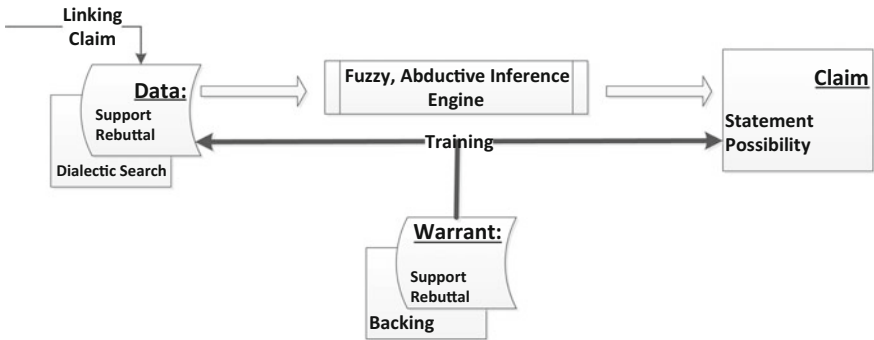 Linking
Claim
Data:
Support
Rebuttal
Dialectic Search
Fuzzy, Abductive Inference
Engine
Claim
Statement
Possibility
Training
Warrant:
Support
Rebuttal
Backing